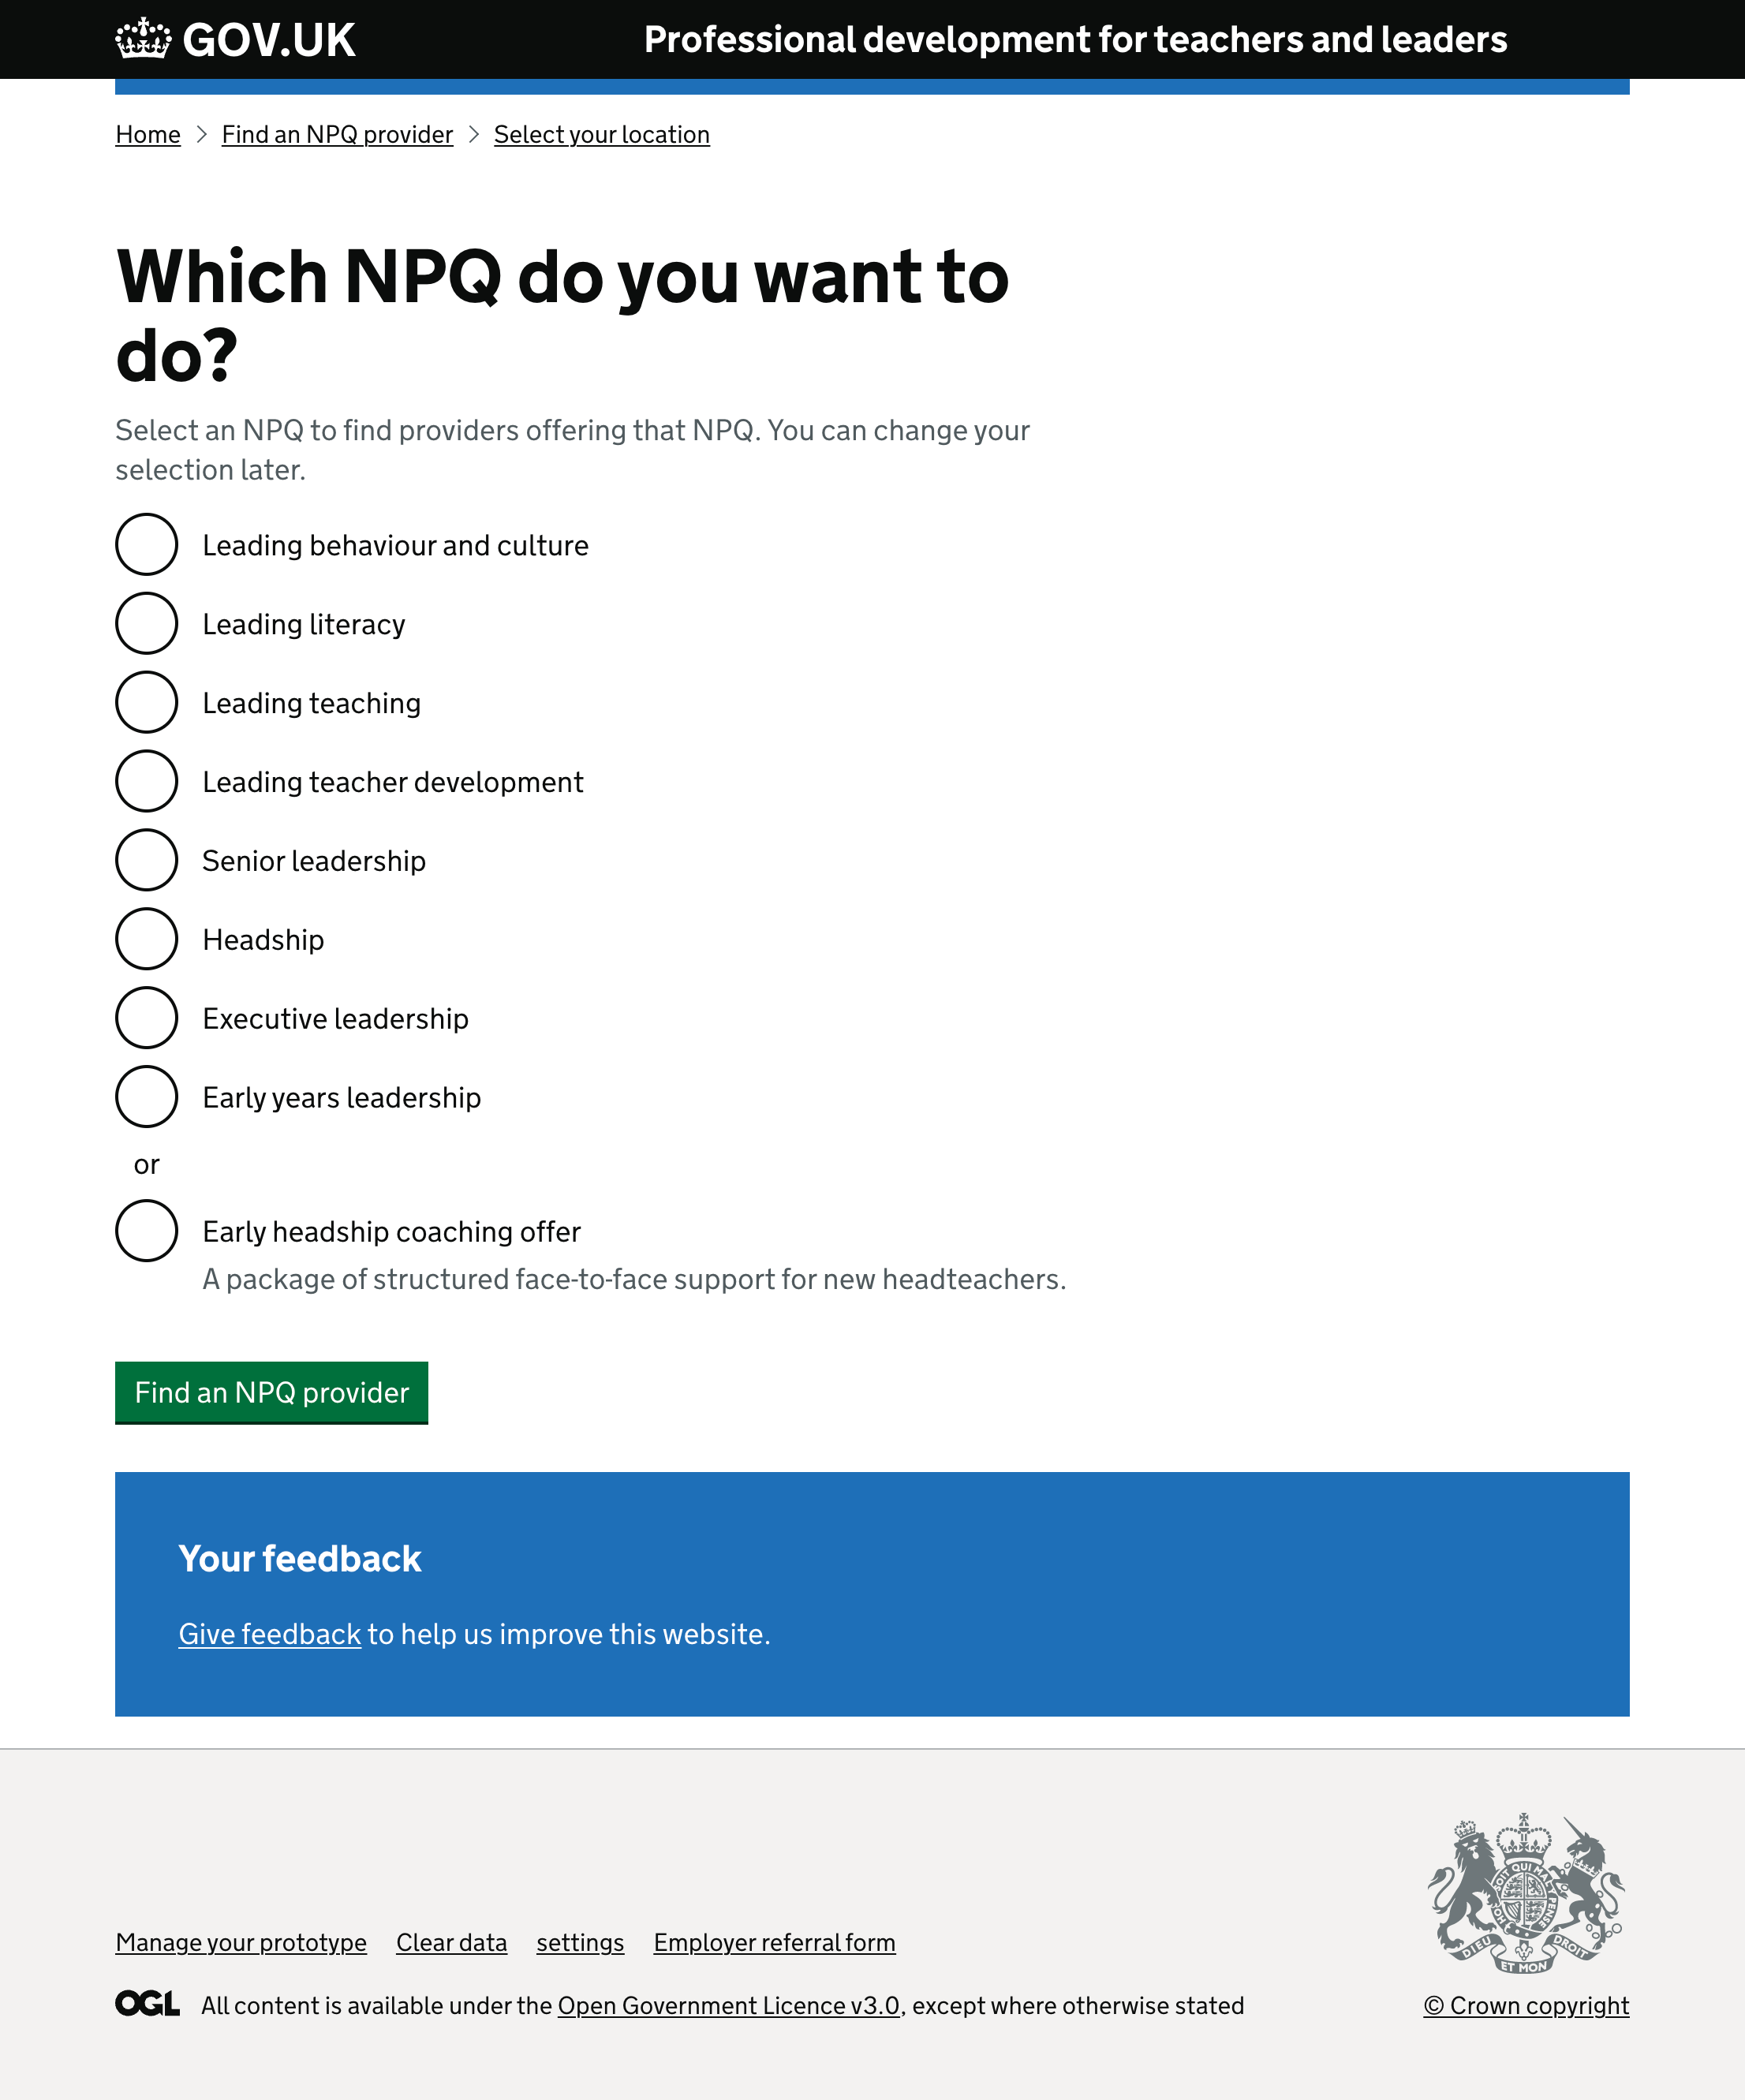 GOV.UK
Professional development for teachers and leaders
Home
Find an NPQ provider
Select your location
Which NPQ do you want to
do?
Select an NPQ to find providers offering that NPQ. You can change your
selection later.
Leading behaviour and culture
Leading literacy
Leading teaching
Leading teacher development
Senior leadership
Headship
Executive leadership
Early years leadership
or
Early headship coaching offer
A package of structured face-to-face support for new headteachers.
Find an NPQ provider
Your feedback
Give feedback to help us improve this website.
Manage your prototype
Clear data
settings
Employer referral form
DIEU ET MON DROIT
OGL
All content is available under the Open Government Licence v3.0, except where otherwise stated
© Crown copyright